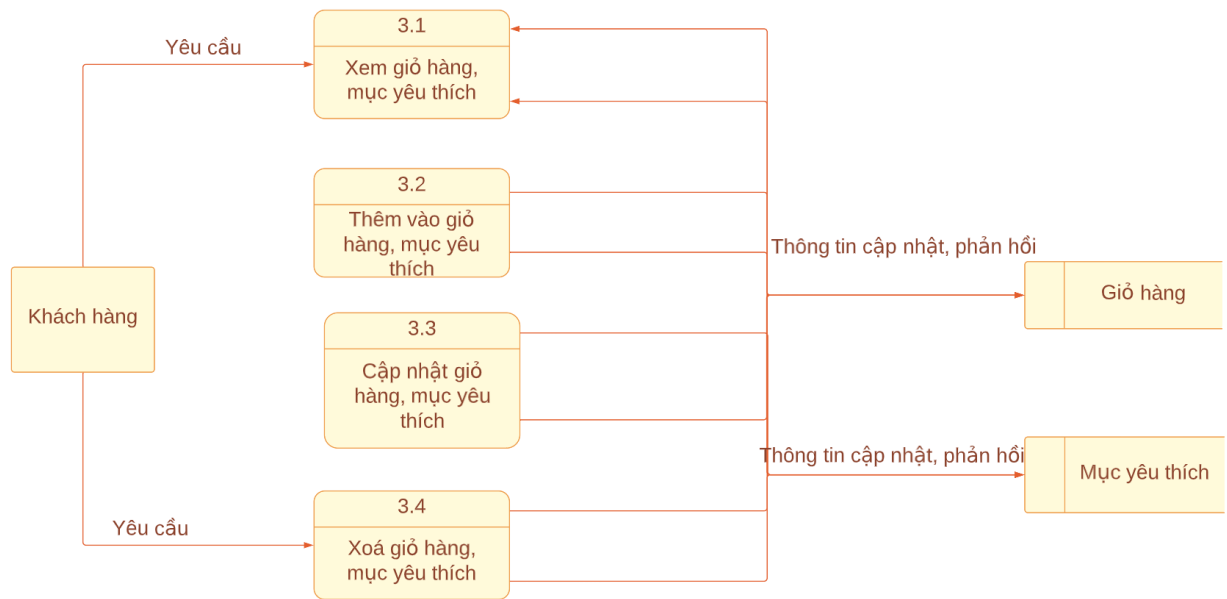 3.1
Yêu cầu
Xem giỏ hàng,
mục yêu thích
3.2
Thêm vào giỏ
hàng, mục yêu
thích
Thông tin cập nhật, phản hồi
Giỏ hàng
Khách hàng
3.3
Cập nhật giỏ
hàng, mục yêu
thích
Thông tin cập nhật, phản hồi
Mục yêu thích
3.4
Yêu cầu
Xoá giỏ hàng,
mục yêu thích